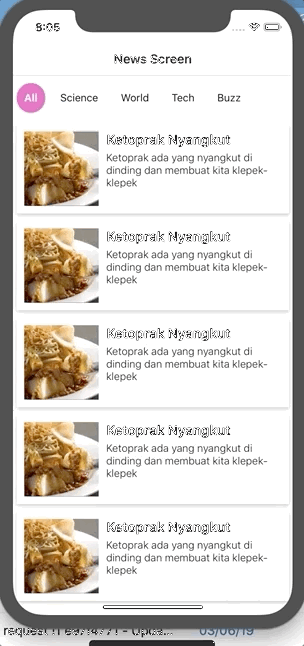 8:05
News Screen
All Science World Tech Buzz
Ketoprak Nyangkut
Ketoprak ada yang nyangkut di
dinding dan membuat kita klepek-
klepek
Ketoprak Nyangkut
Ketoprak ada yang nyangkut di
dinding dan membuat kita klepek-
klepek
Ketoprak Nyangkut
Ketoprak ada yang nyangkut di
dinding dan membuat kita klepek-
klepek
Ketoprak Nyangkut
Ketoprak ada yang nyangkut di
dinding dan membuat kita klepek-
klepek
Ketoprak Nyangkut
Ketoprak ada yang nyangkut di
dinding dan membuat kita klepek-
klepek
request 03/06/19